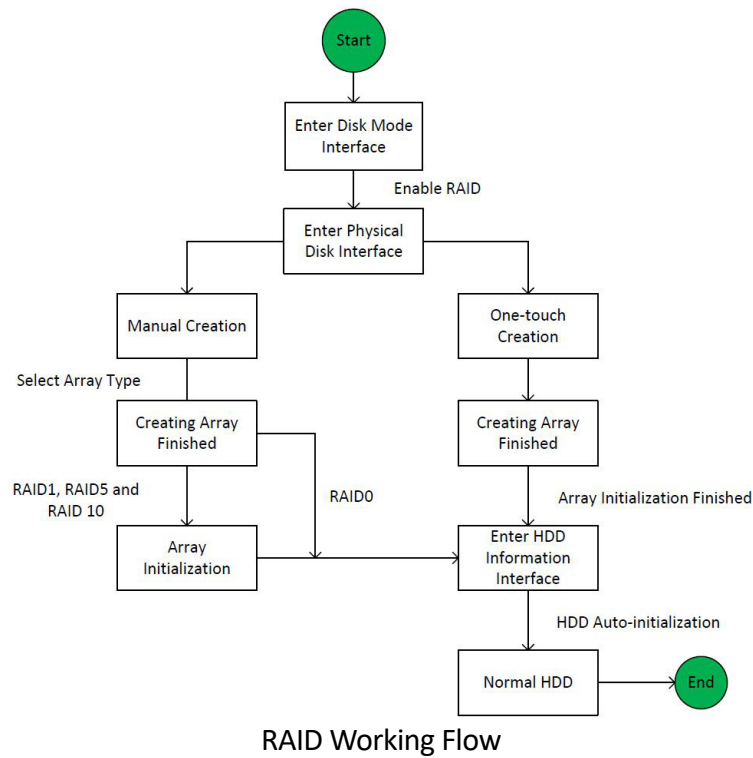 Start
Enter Disk Mode
Interface
Enable RAID
Enter Physical
Disk Interface
Manual Creation
One-touch
Creation
Select Array Type
Creating Array
Finished
Creating Array
Finished
RAID1, RAID5 and
RAID 10
RAID0
Array Initialization Finished
Array
Initialization
Enter HDD
Information
Interface
HDD Auto-initialization
Normal HDD
End
RAID Working Flow